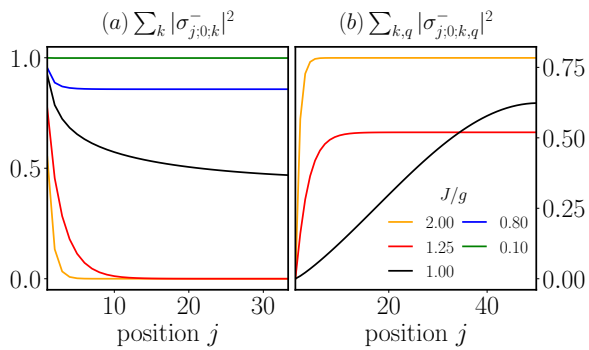 (a) ∑_k |σ^-_{j;0;k}|^2
(b) ∑_{k,q} |σ^-_{j;0;k,q}|^2
1.0
0.5
0.0
10 20 30
position j
0.75
0.50
0.25
0.00
20 40
position j
J/g
2.00 0.80
1.25 0.10
1.00